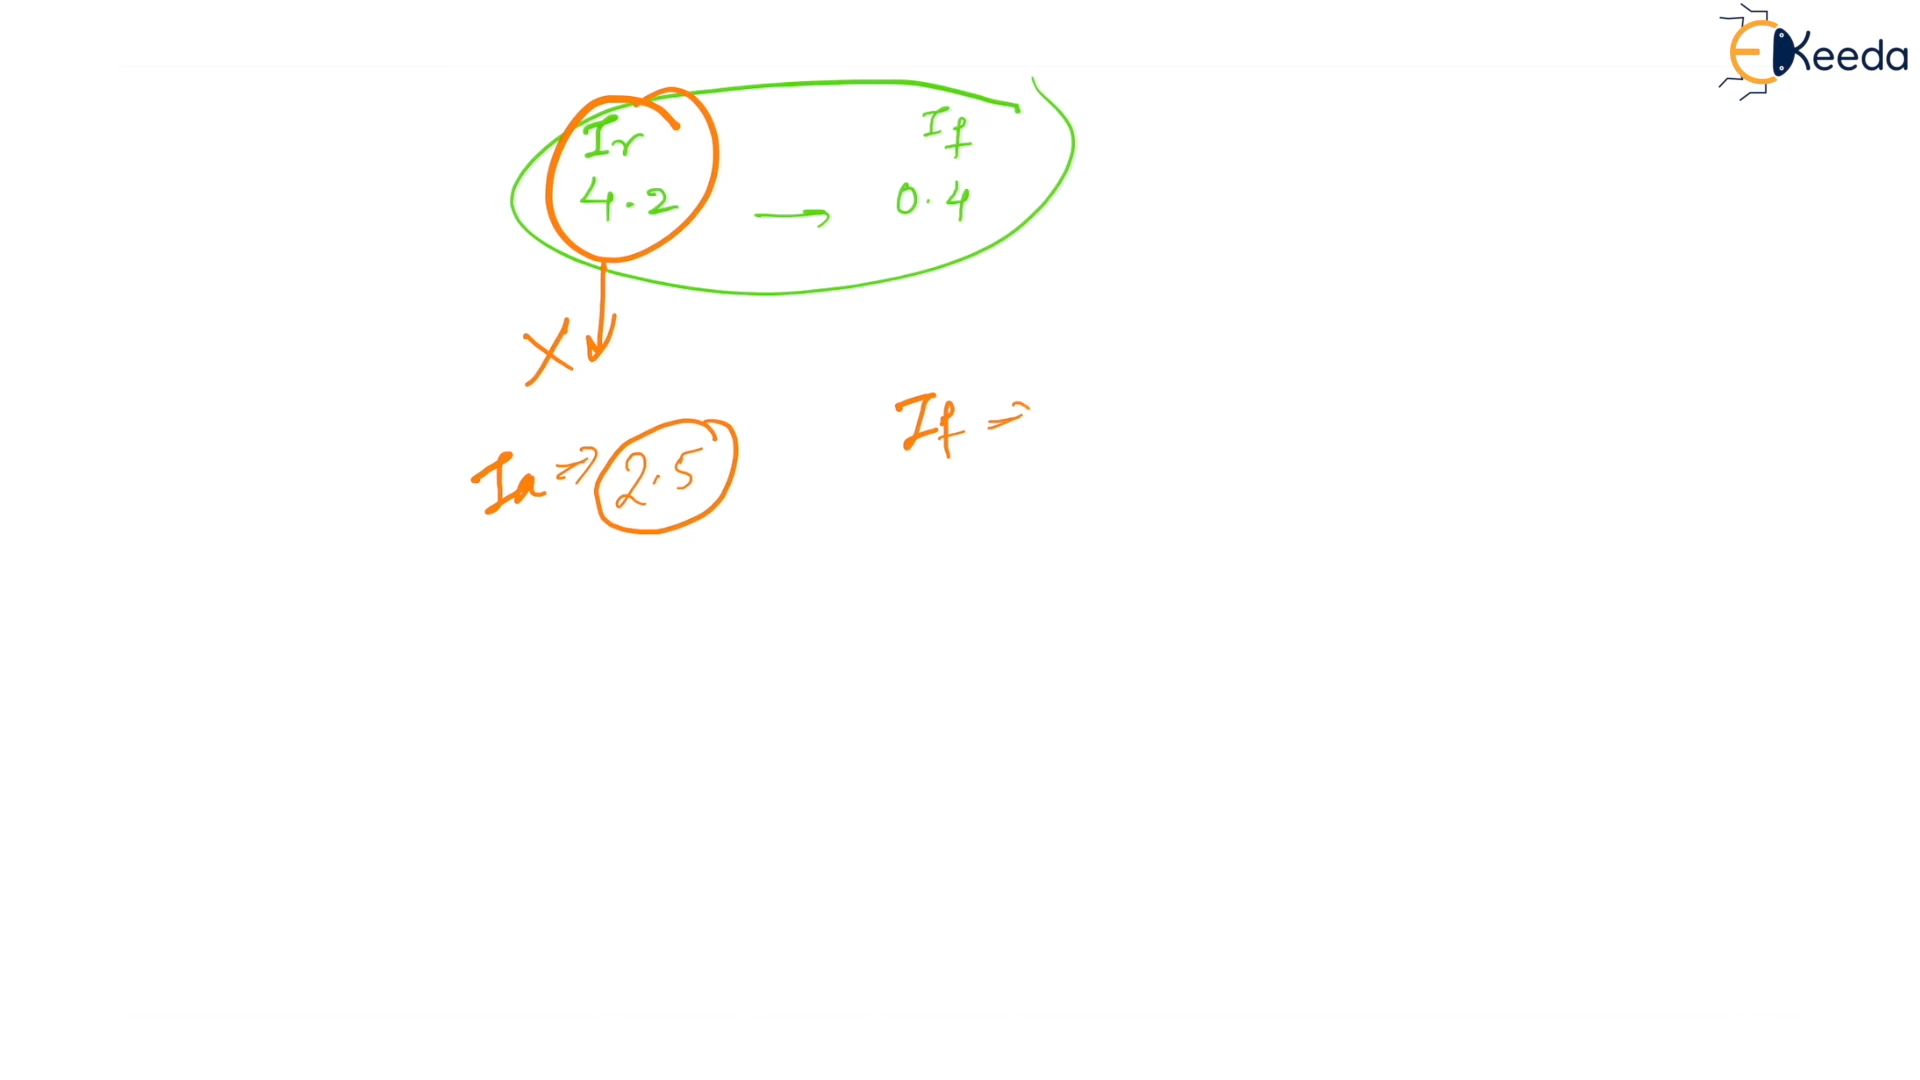 EKeeda
Ir If
4.2 → 0.4
X
If ⇒
Ia ⇒ 2.5